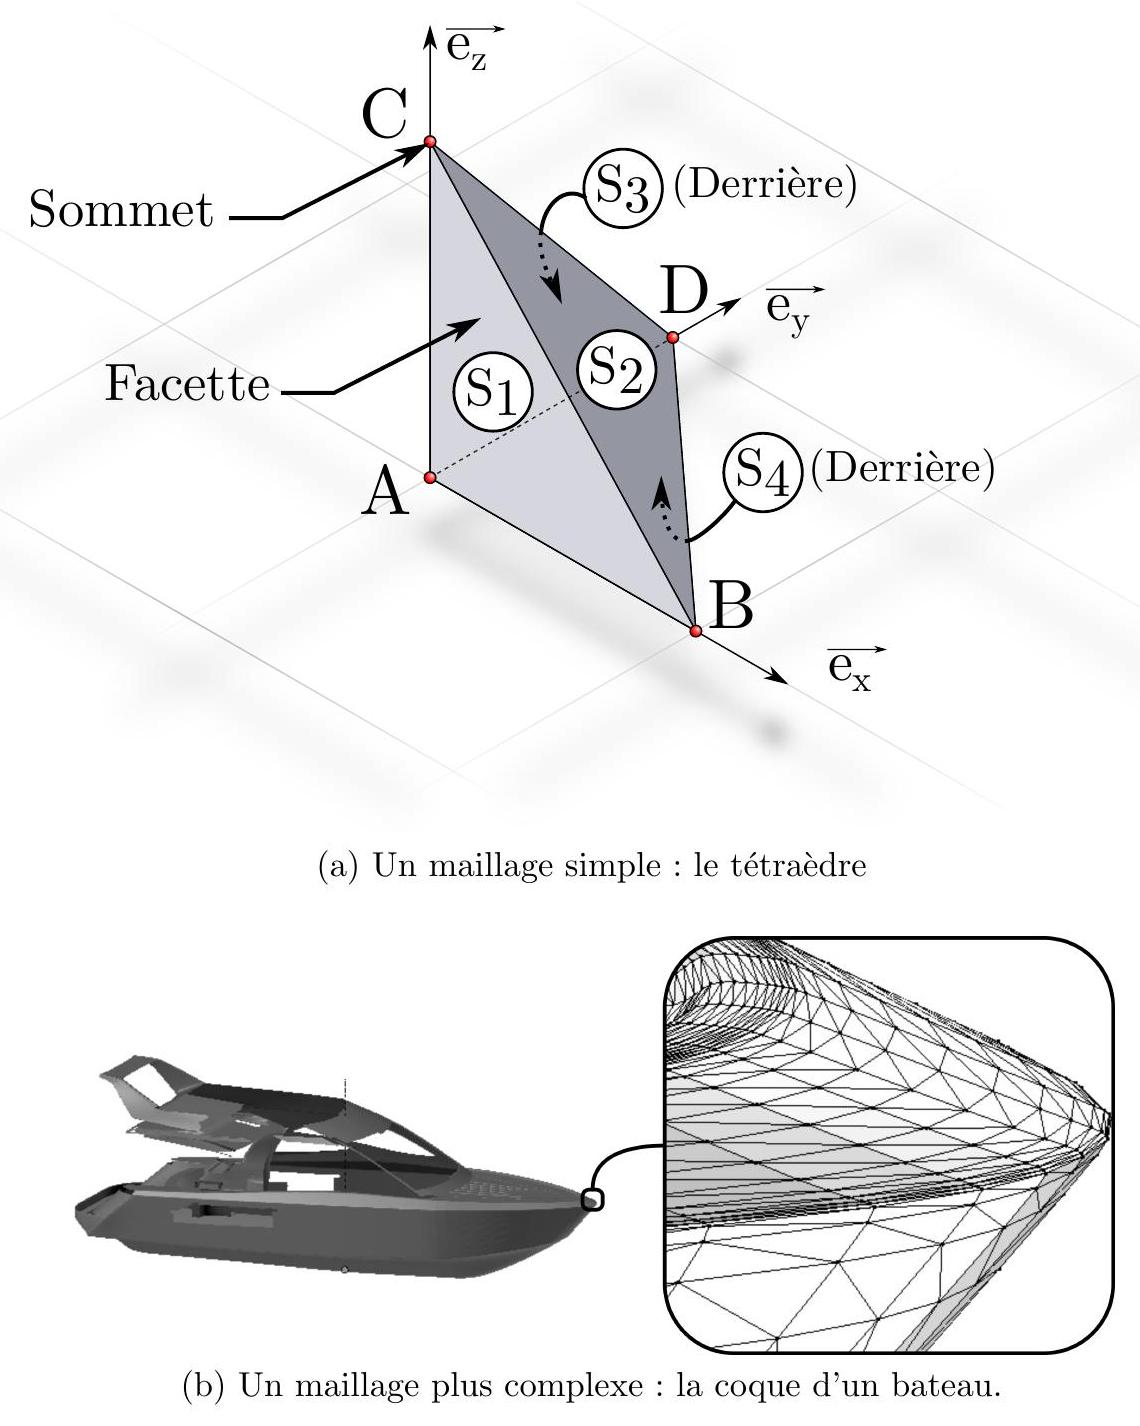 e_z
C
S3 (Derrière)
Sommet
D
e_y
S2
Facette
S1
S4 (Derrière)
A
B
e_x
(a) Un maillage simple : le tétraèdre
(b) Un maillage plus complexe : la coque d'un bateau.